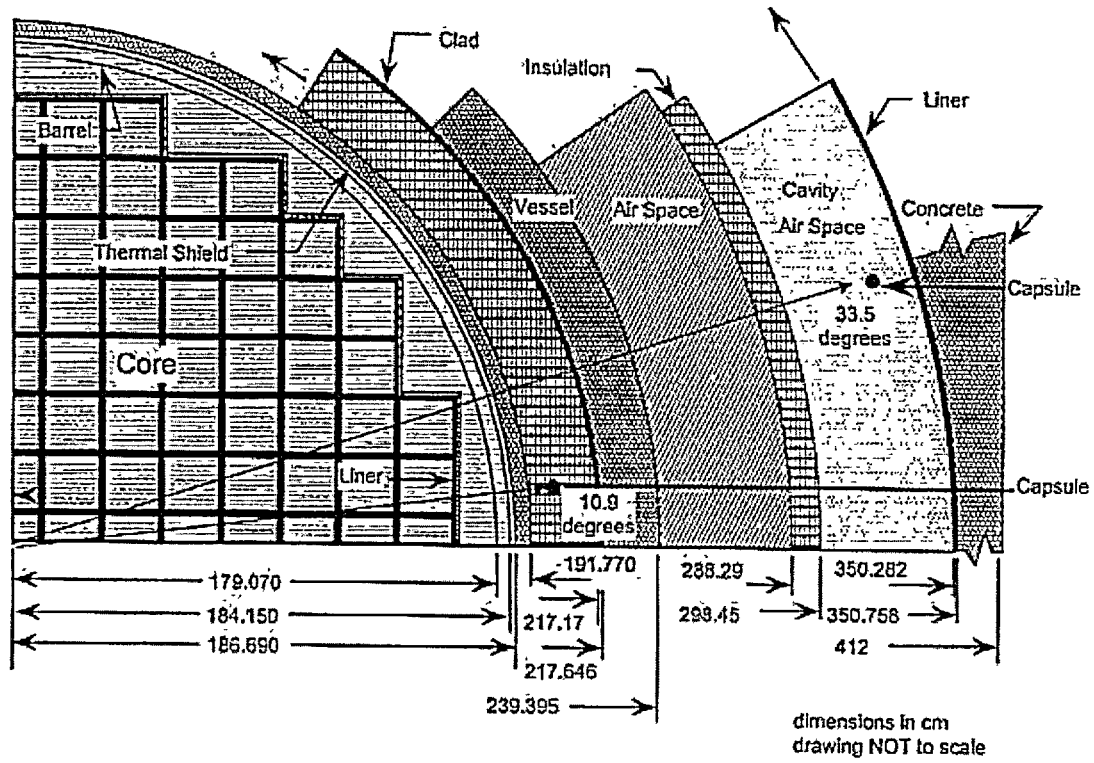 Clad
Insulation
Liner
Barrel
Vessel
Air Space
Cavity
Air Space
Concrete
Thermal Shield
Capsule
33.5
degrees
Core
Liner
Capsule
10.9
degrees
179.070
191.770
288.29
350.282
184.150
217.17
298.45
350.758
186.690
217.646
412
239.395
dimensions in cm
drawing NOT to scale